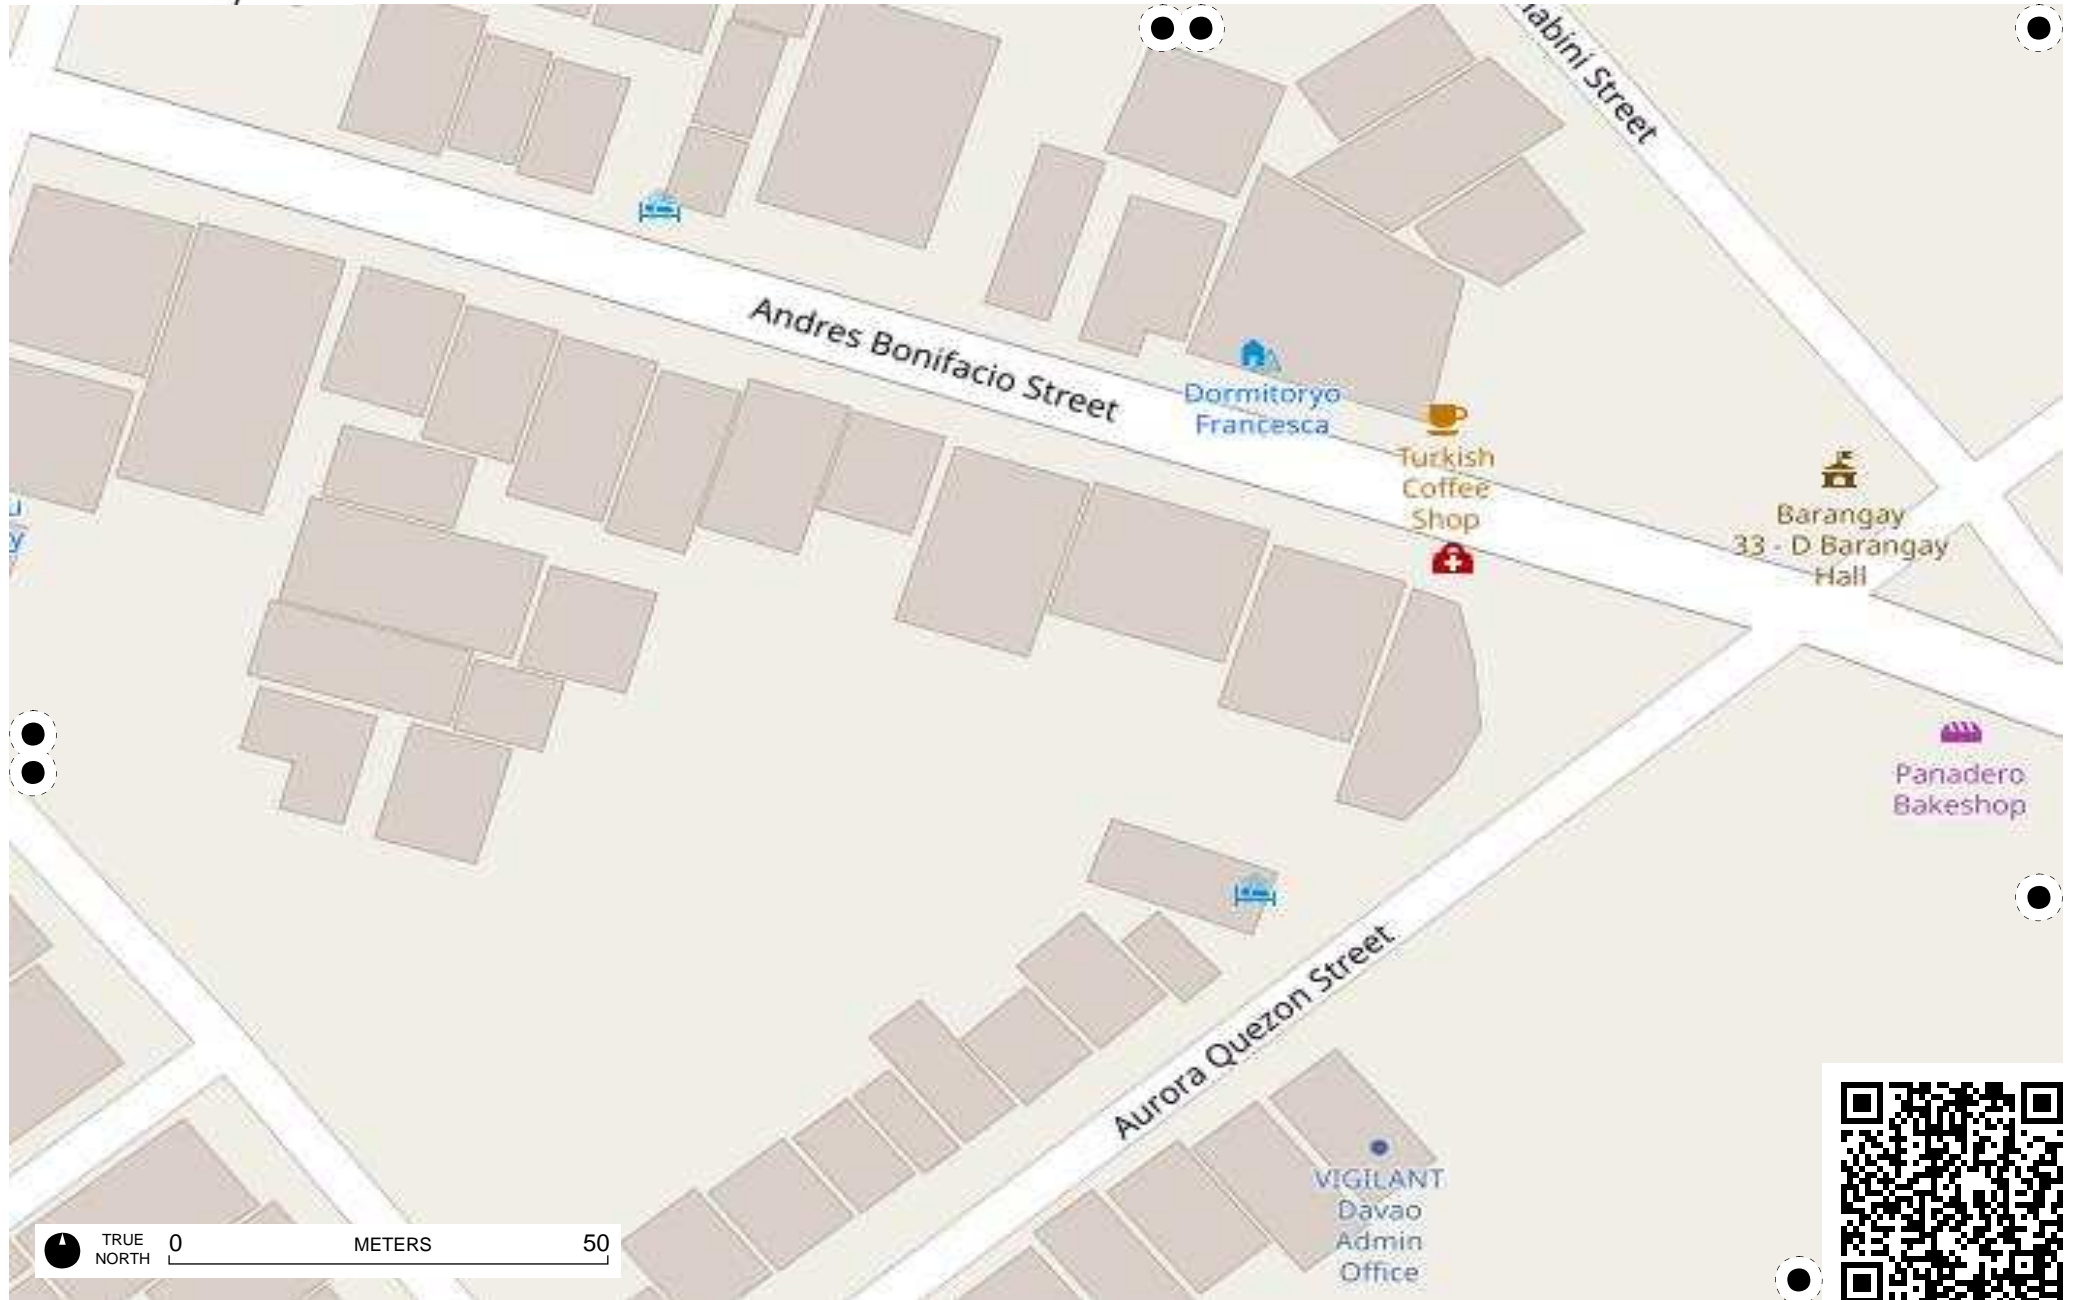 abini Street
Andres Bonifacio Street
Dormitoryo
Francesca
Turkish
Coffee
Shop
Barangay
33 - D Barangay
Hall
Panadero
Bakeshop
Aurora Quezon Street
VIGILANT
Davao
Admin
Office
TRUE
NORTH
0 METERS 50